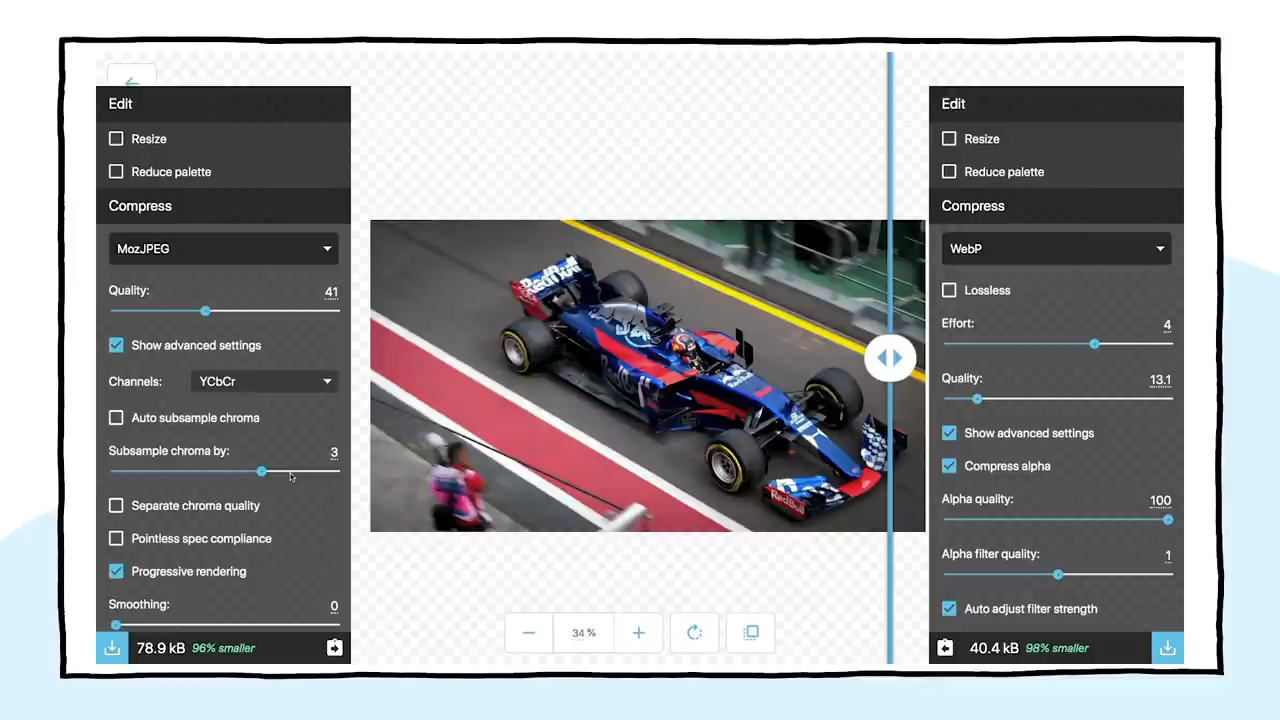 Edit
Resize
Reduce palette
Compress
MozJPEG
Quality: 41
Show advanced settings
Channels: YCbCr
Auto subsample chroma
Subsample chroma by: 3
Separate chroma quality
Pointless spec compliance
Progressive rendering
Smoothing: 0
78.9 kB 96% smaller
Red Bull
RedBull
34 %
Edit
Resize
Reduce palette
Compress
WebP
Lossless
Effort: 4
Quality: 13.1
Show advanced settings
Compress alpha
Alpha quality: 100
Alpha filter quality: 1
Auto adjust filter strength
40.4 kB 98% smaller